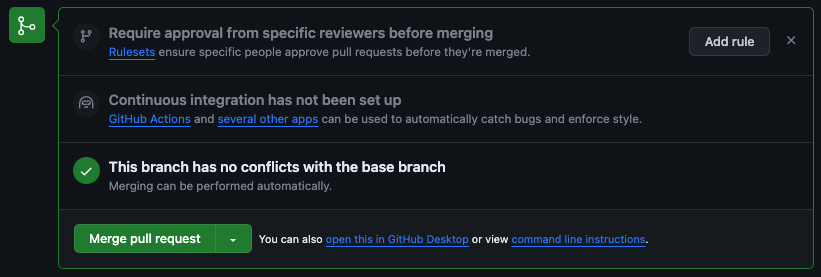 Require approval from specific reviewers before merging
Rulesets ensure specific people approve pull requests before they're merged.
Add rule
Continuous integration has not been set up
GitHub Actions and several other apps can be used to automatically catch bugs and enforce style.
This branch has no conflicts with the base branch
Merging can be performed automatically.
Merge pull request
You can also open this in GitHub Desktop or view command line instructions.